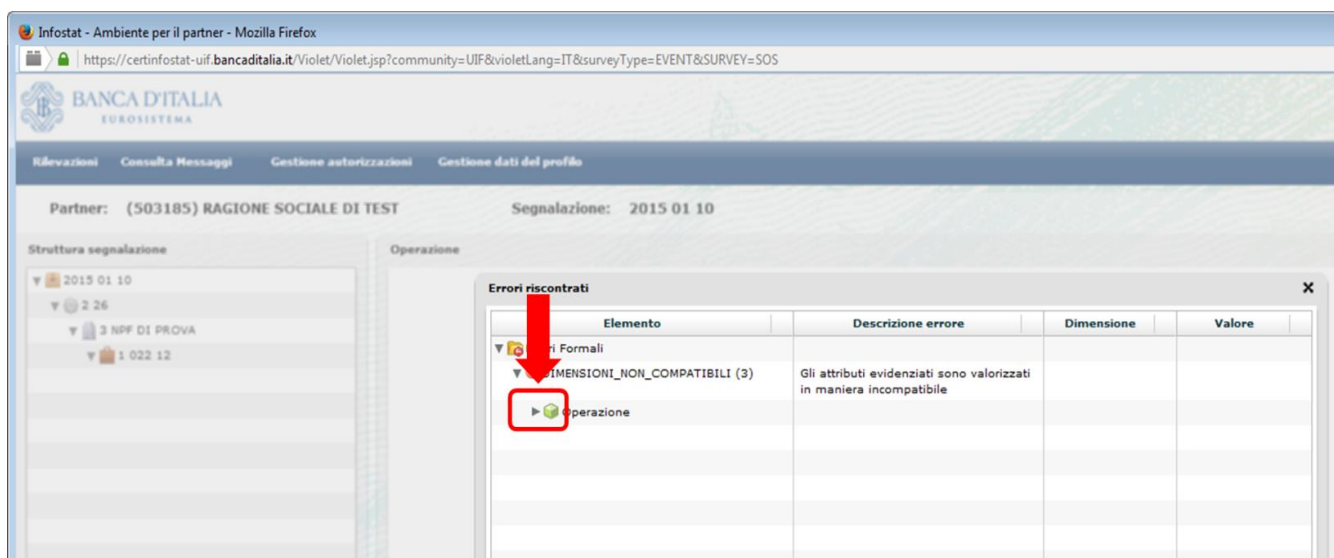 Infostat - Ambiente per il partner - Mozilla Firefox
https://certinfostat-uif.bancaditalia.it/Violet/Violet.jsp?community=UIF&violetLang=IT&surveyType=EVENT&SURVEY=SOS
BANCA D'ITALIA
EUROSISTEMA
Rilevazioni Consulta Messaggi Gestione autorizzazioni Gestione dati del profilo
Partner: (503185) RAGIONE SOCIALE DI TEST Segnalazione: 2015 01 10
Struttura segnalazione Operazione
2015 01 10
2 26
3 NPF DI PROVA
1 022 12
Errori riscontrati
Elemento Descrizione errore Dimensione Valore
Formali
DIMENSIONI_NON_COMPATIBILI (3) Gli attributi evidenziati sono valorizzati
in maniera incompatibile
Operazione